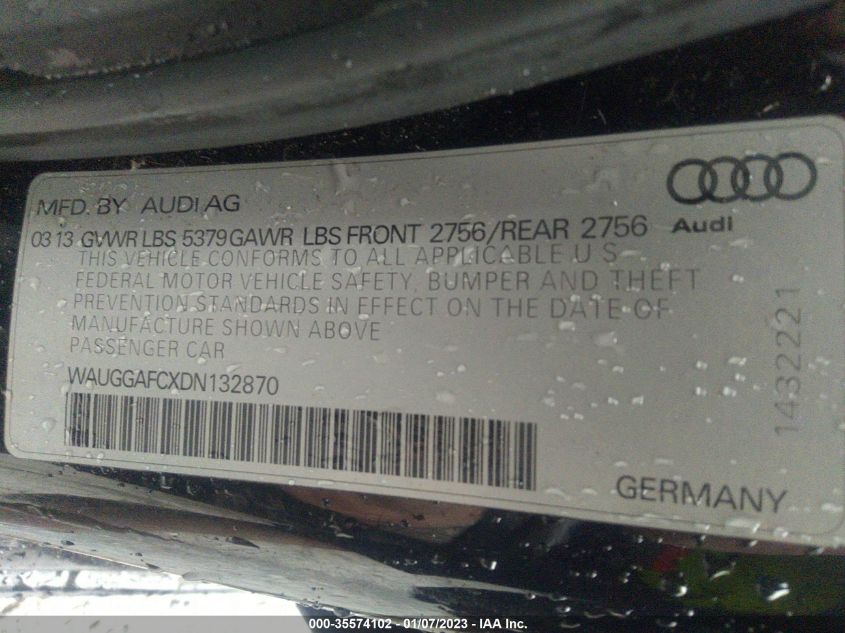 MFD. BY AUDI AG
03 13 GVWR LBS 5379 GAWR LBS FRONT 2756/REAR 2756
Audi
THIS VEHICLE CONFORMS TO ALL APPLICABLE U S
FEDERAL MOTOR VEHICLE SAFETY, BUMPER AND THEFT
PREVENTION STANDARDS IN EFFECT ON THE DATE OF
MANUFACTURE SHOWN ABOVE
PASSENGER CAR
WAUGGAFCXDN132870
1432221
GERMANY
000-35574102 - 01/07/2023 - IAA Inc.